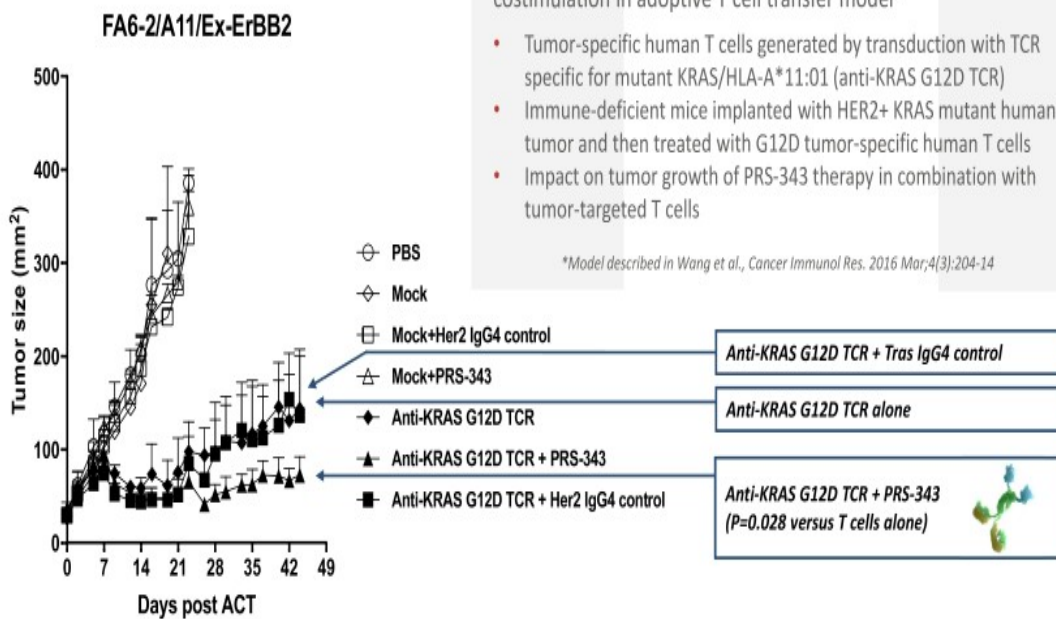 FA6-2/A11/Ex-ErbB2
costimulation in adoptive T cell transfer model
• Tumor-specific human T cells generated by transduction with TCR
specific for mutant KRAS/HLA-A*11:01 (anti-KRAS G12D TCR)
• Immune-deficient mice implanted with HER2+ KRAS mutant human
tumor and then treated with G12D tumor-specific human T cells
• Impact on tumor growth of PRS-343 therapy in combination with
tumor-targeted T cells
*Model described in Wang et al., Cancer Immunol Res. 2016 Mar;4(3):204-14
Tumor size (mm²)
500
400
300
200
100
0
0 7 14 21 28 35 42 49
Days post ACT
PBS
Mock
Mock+Her2 IgG4 control
Mock+PRS-343
Anti-KRAS G12D TCR
Anti-KRAS G12D TCR + PRS-343
Anti-KRAS G12D TCR + Her2 IgG4 control
Anti-KRAS G12D TCR + Tras IgG4 control
Anti-KRAS G12D TCR alone
Anti-KRAS G12D TCR + PRS-343
(P=0.028 versus T cells alone)